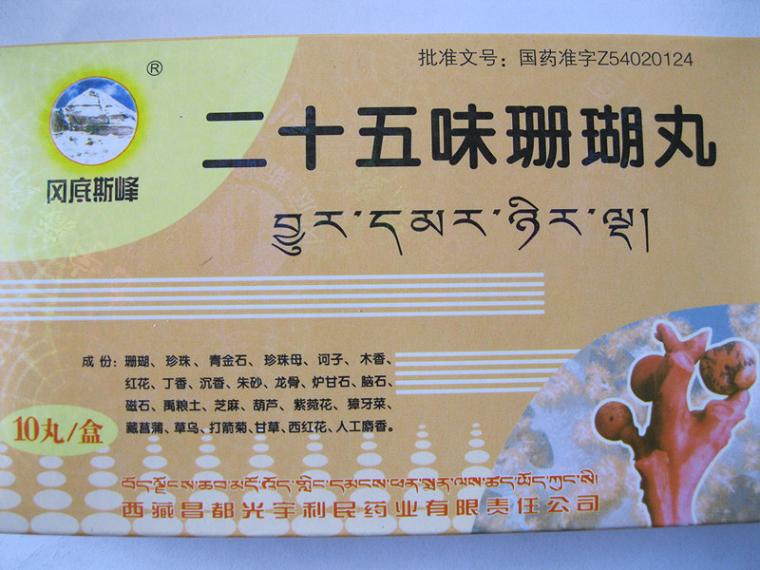 批准文号：国药准字Z54020124
®
冈底斯峰
二十五味珊瑚丸
བྱུར་དམར་ཉེར་ལྔ།
成份：珊瑚、珍珠、青金石、珍珠母、诃子、木香、
红花、丁香、沉香、朱砂、龙骨、炉甘石、脑石、
磁石、禹粮土、芝麻、葫芦、紫菀花、獐牙菜、
藏菖蒲、草乌、打箭菊、甘草、西红花、人工麝香。
10丸/盒
西藏昌都光宇利民药业有限责任公司